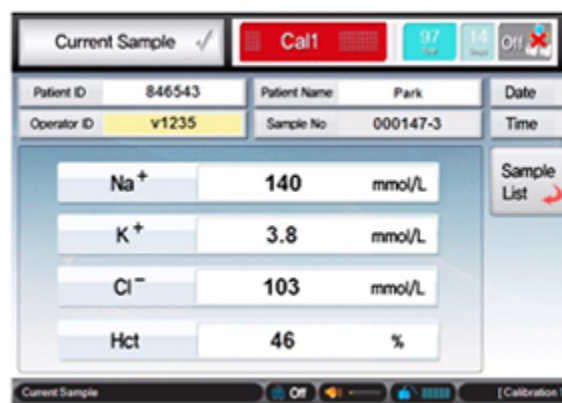 Current Sample Cal1 97 14 Off
Patient ID 846543 Patient Name Park Date
Operator ID v1235 Sample No 000147-3 Time
Sample
List
Na+ 140 mmol/L
K+ 3.8 mmol/L
Cl− 103 mmol/L
Hct 46 %
Current Sample Off [ Calibration